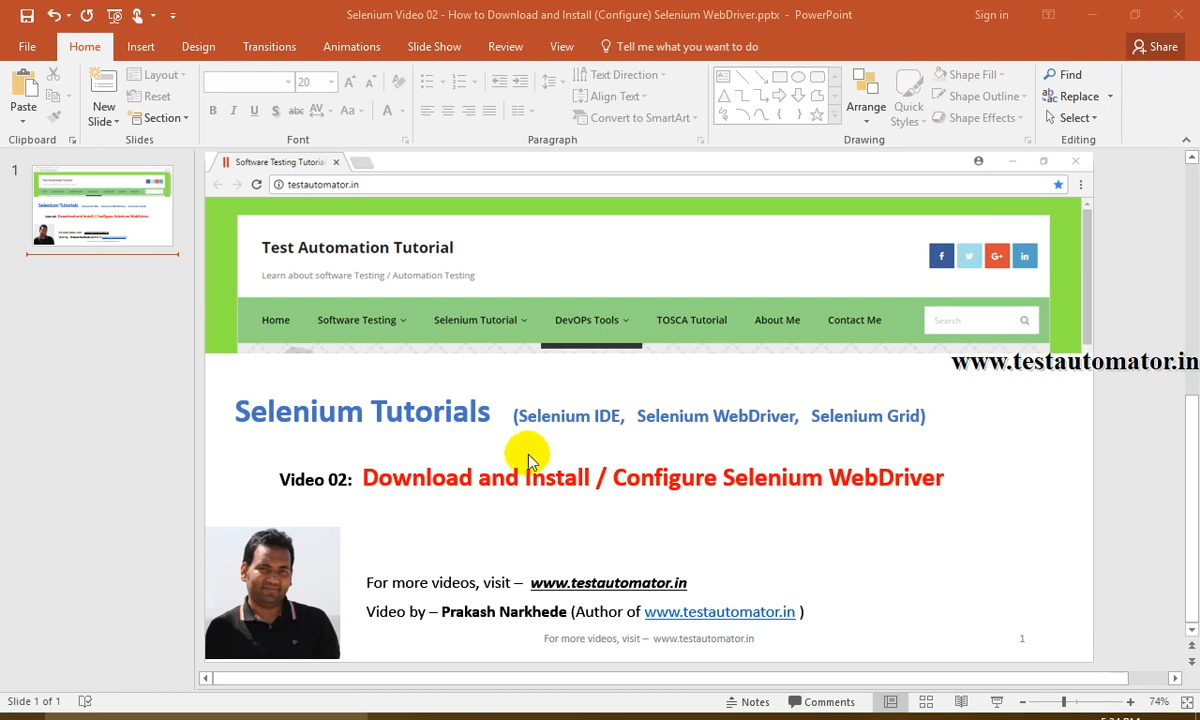 Selenium Video 02 - How to Download and Install (Configure) Selenium WebDriver.pptx - PowerPoint
Sign in
File Home Insert Design Transitions Animations Slide Show Review View Tell me what you want to do Share
Paste
New Slide
Layout
Reset
Section
20
B I U S abc AV Aa A
Text Direction
Align Text
Convert to SmartArt
Arrange
Quick Styles
Shape Fill
Shape Outline
Shape Effects
Find
Replace
Select
Clipboard Slides Font Paragraph Drawing Editing
1
Software Testing Tutorial
testautomator.in
Test Automation Tutorial
Learn about software Testing / Automation Testing
Home Software Testing Selenium Tutorial DevOPs Tools TOSCA Tutorial About Me Contact Me Search
www.testautomator.in
Selenium Tutorials (Selenium IDE, Selenium WebDriver, Selenium Grid)
Video 02: Download and Install / Configure Selenium WebDriver
For more videos, visit – www.testautomator.in
Video by – Prakash Narkhede (Author of www.testautomator.in )
For more videos, visit – www.testautomator.in 1
Slide 1 of 1 Notes Comments 74%